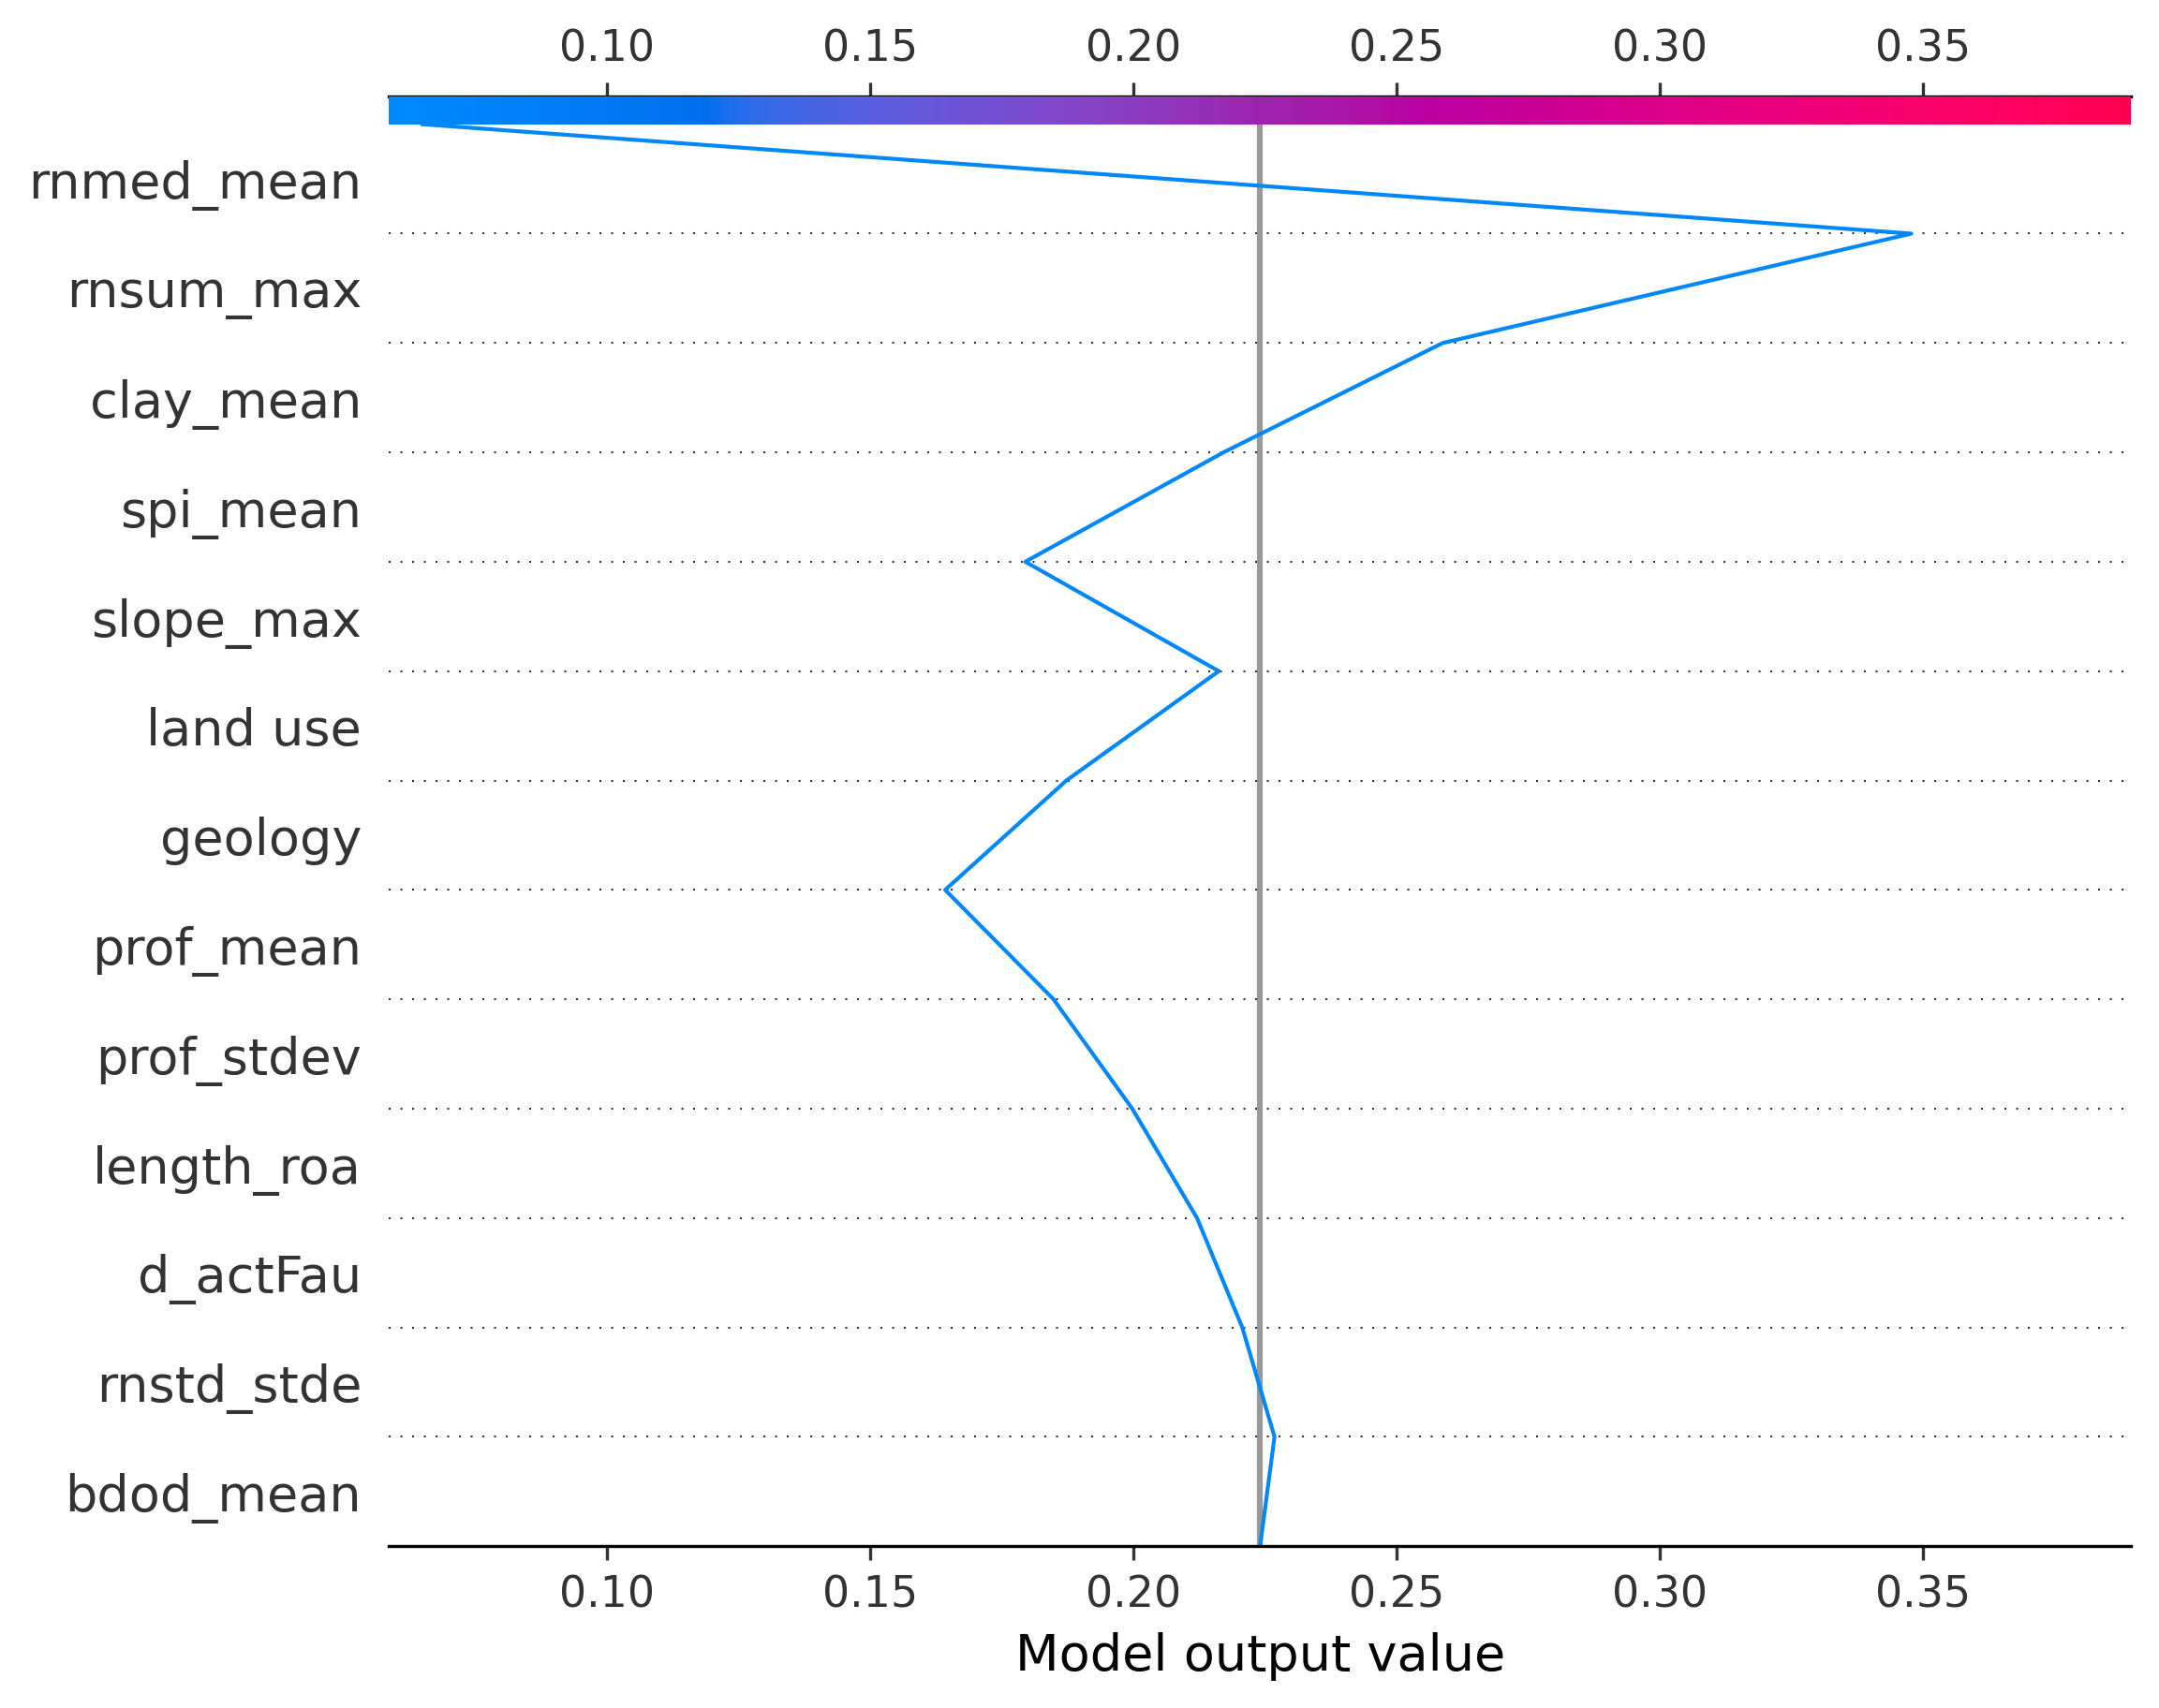 0.10 0.15 0.20 0.25 0.30 0.35
rnmed_mean
rnsum_max
clay_mean
spi_mean
slope_max
land use
geology
prof_mean
prof_stdev
length_roa
d_actFau
rnstd_stde
bdod_mean
0.10 0.15 0.20 0.25 0.30 0.35
Model output value